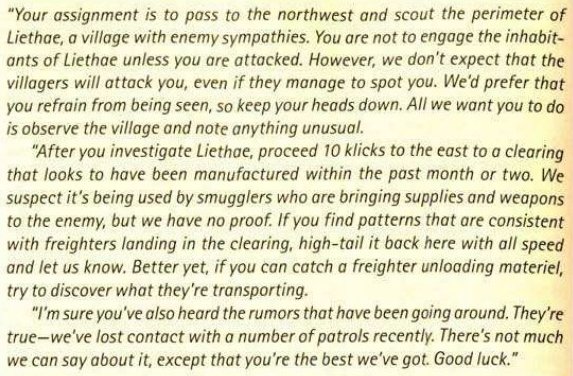 "Your assignment is to pass to the northwest and scout the perimeter of
Liethae, a village with enemy sympathies. You are not to engage the inhabit-
ants of Liethae unless you are attacked. However, we don't expect that the
villagers will attack you, even if they manage to spot you. We'd prefer that
you refrain from being seen, so keep your heads down. All we want you to do
is observe the village and note anything unusual.
"After you investigate Liethae, proceed 10 klicks to the east to a clearing
that looks to have been manufactured within the past month or two. We
suspect it's being used by smugglers who are bringing supplies and weapons
to the enemy, but we have no proof. If you find patterns that are consistent
with freighters landing in the clearing, high-tail it back here with all speed
and let us know. Better yet, if you can catch a freighter unloading materiel,
try to discover what they're transporting.
"I'm sure you've also heard the rumors that have been going around. They're
true—we've lost contact with a number of patrols recently. There's not much
we can say about it, except that you're the best we've got. Good luck."